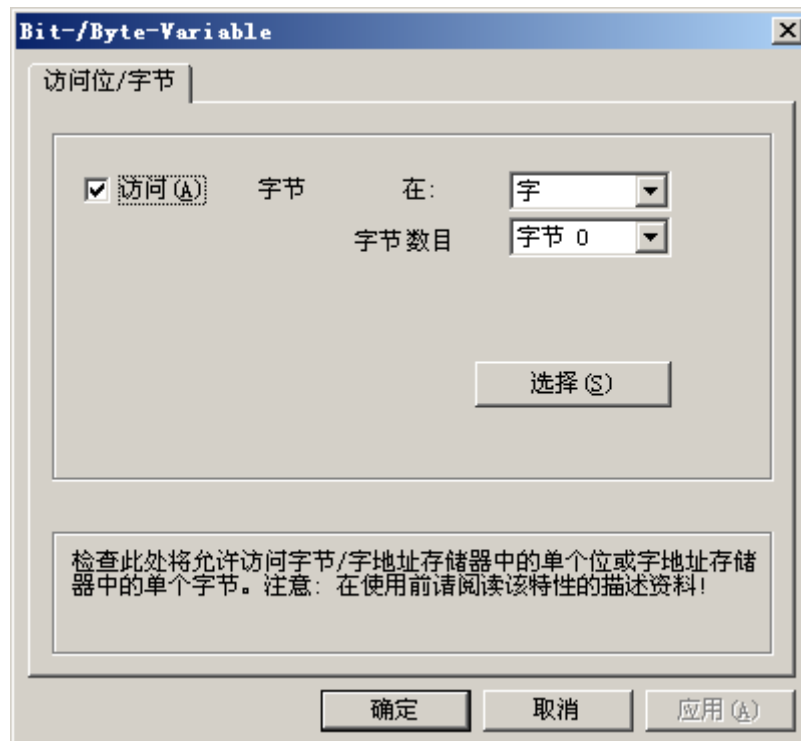 Bit-/Byte-Variable
访问位/字节
访问(A) 字节 在: 字
字节数目 字节 0
选择(S)
检查此处将允许访问字节/字地址存储器中的单个位或字地址存储
器中的单个字节。注意: 在使用前请阅读该特性的描述资料!
确定 取消 应用(A)